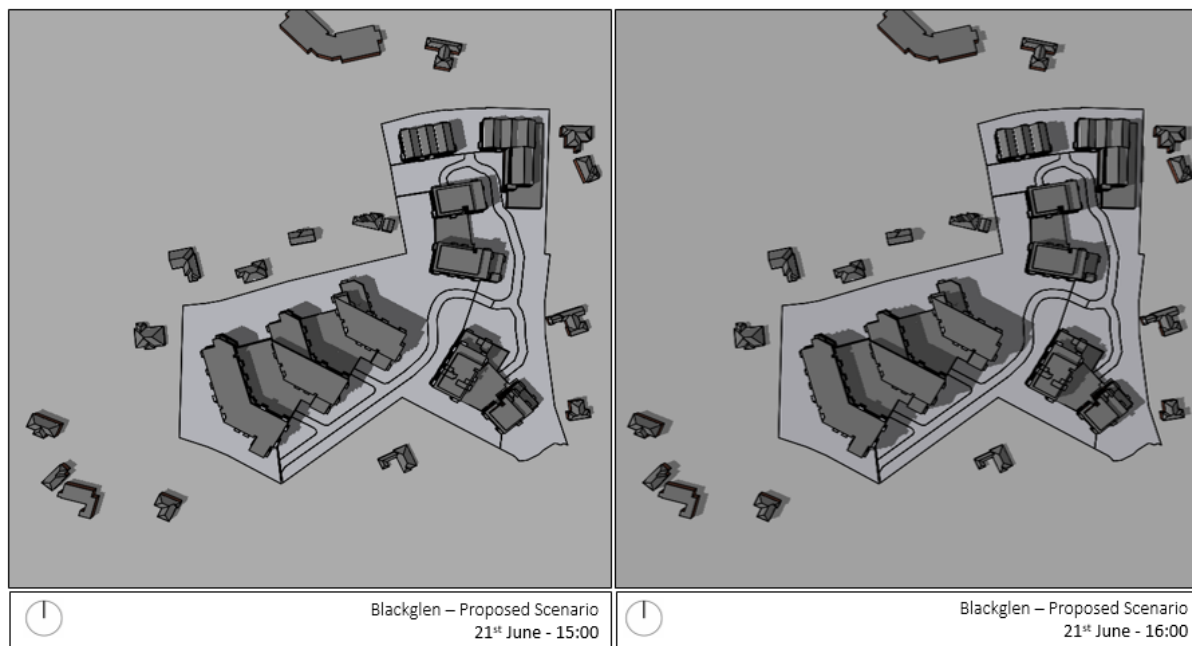 Blackglen – Proposed Scenario
21st June - 15:00
Blackglen – Proposed Scenario
21st June - 16:00